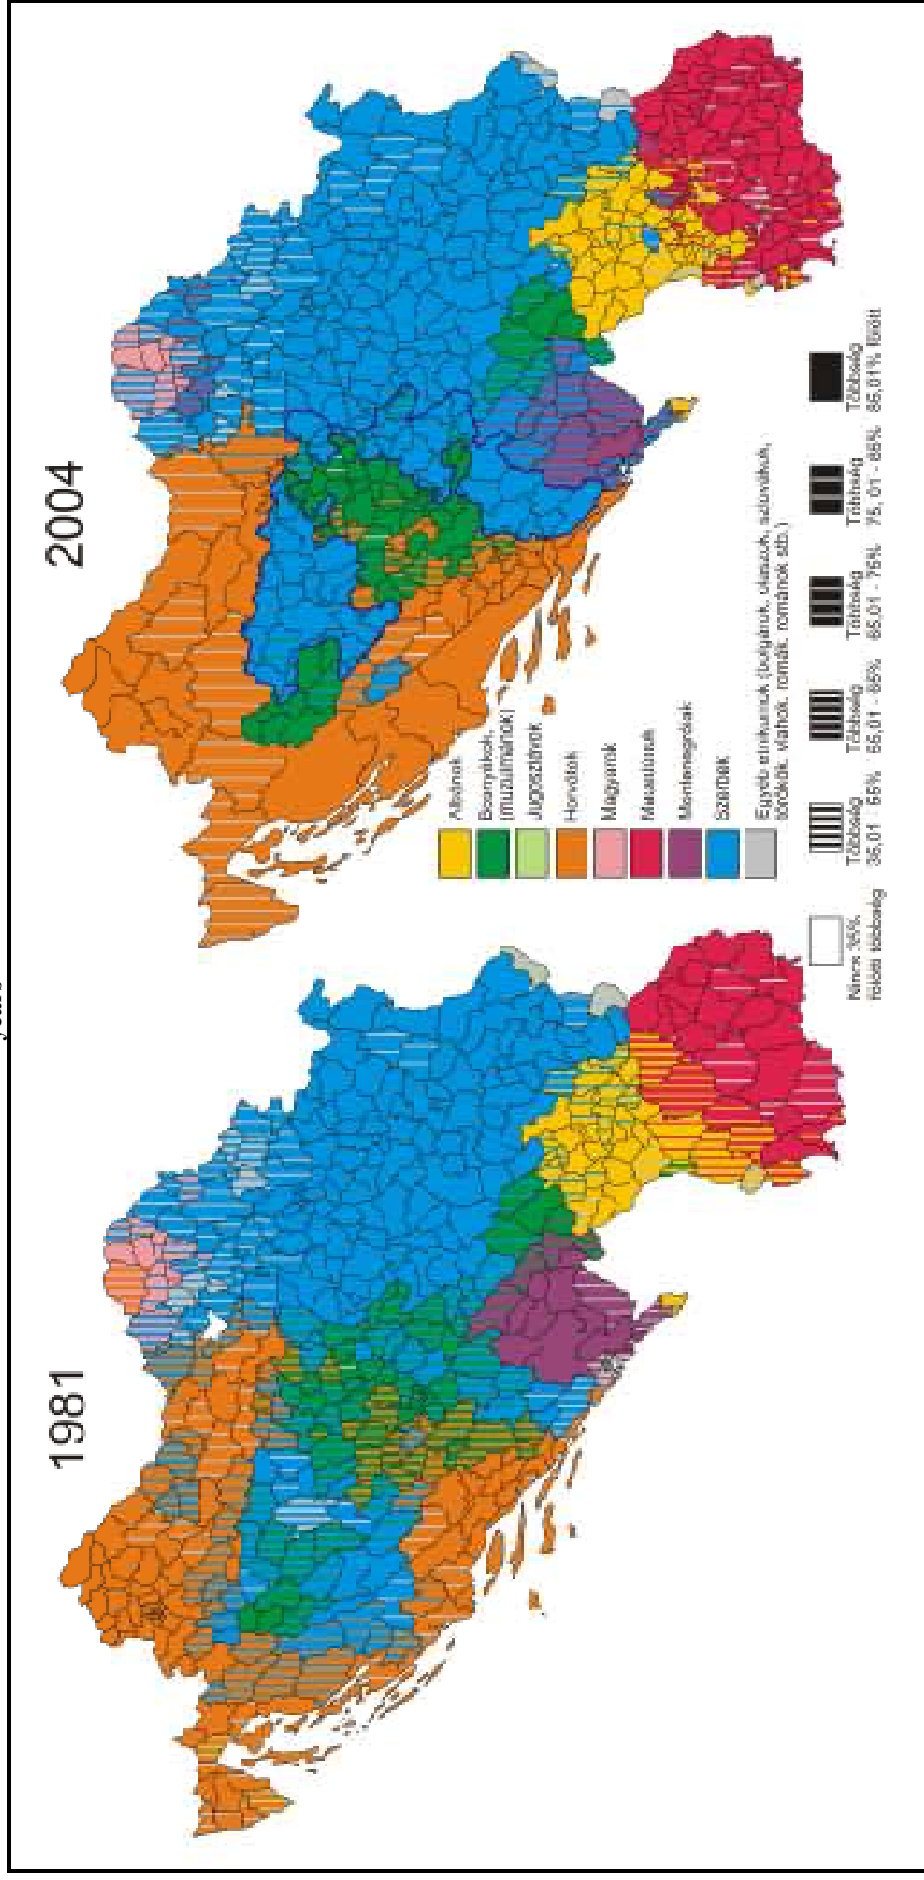 years
1981
2004
Albánok
Bosnyákok,
(muzulmánok)
Jugoszlávok
Horvátok
Magyarok
Macedónok
Montenegróiak
Szerbek
Egyéb etnikumok (bolgárok, olaszok, szlovákok,
törökök, vlahok, romák, románok stb.)
Nincs 35%
fölötti többség
Többség
35,01 - 55%
Többség
55,01 - 65%
Többség
65,01 - 75%
Többség
75, 01 - 85%
Többség
85,01% fölött